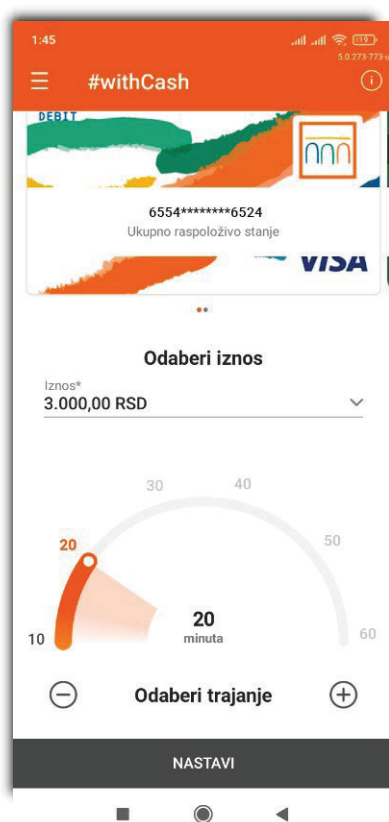 1:45
19
5.0.273-773-
#withCash
DEBIT
6554********6524
Ukupno raspoloživo stanje
VISA
Odaberi iznos
Iznos*
3.000,00 RSD
30 40
20 50
20
minuta
10 60
Odaberi trajanje
NASTAVI